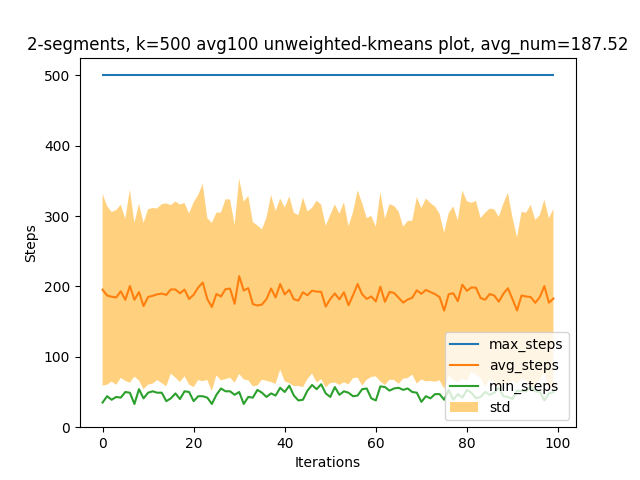 2-segments, k=500 avg100 unweighted-kmeans plot, avg_num=187.52
500
400
300
200
100
0
Steps
max_steps
avg_steps
min_steps
std
0
20
40
60
80
100
Iterations